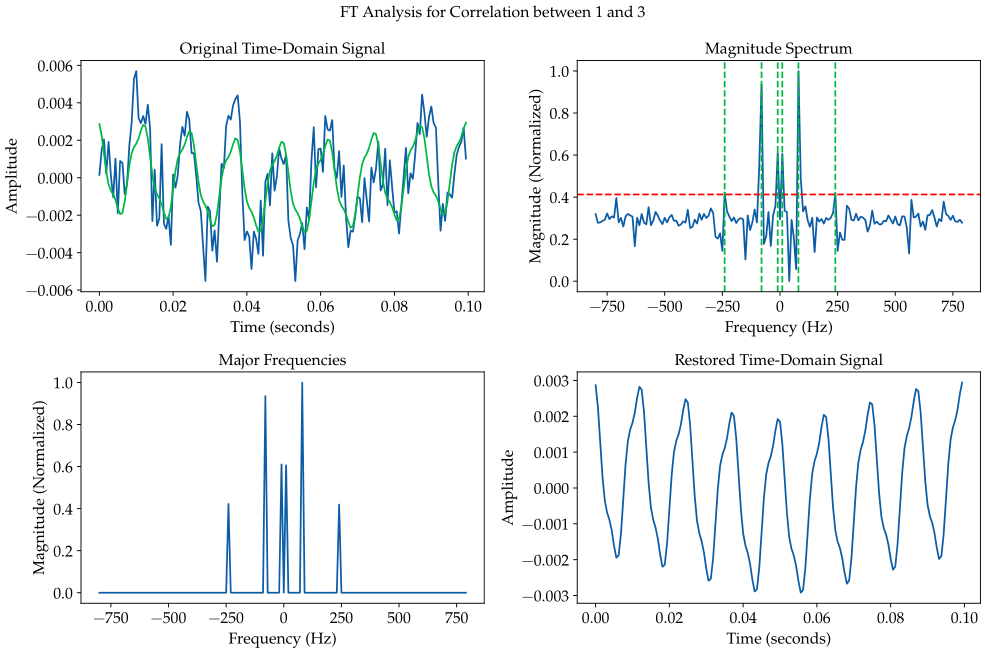 FT Analysis for Correlation between 1 and 3
Original Time-Domain Signal
Amplitude
0.006
0.004
0.002
0.000
−0.002
−0.004
−0.006
0.00 0.02 0.04 0.06 0.08 0.10
Time (seconds)
Magnitude Spectrum
Magnitude (Normalized)
1.0
0.8
0.6
0.4
0.2
0.0
−750 −500 −250 0 250 500 750
Frequency (Hz)
Major Frequencies
Magnitude (Normalized)
1.0
0.8
0.6
0.4
0.2
0.0
−750 −500 −250 0 250 500 750
Frequency (Hz)
Restored Time-Domain Signal
Amplitude
0.003
0.002
0.001
0.000
−0.001
−0.002
−0.003
0.00 0.02 0.04 0.06 0.08 0.10
Time (seconds)